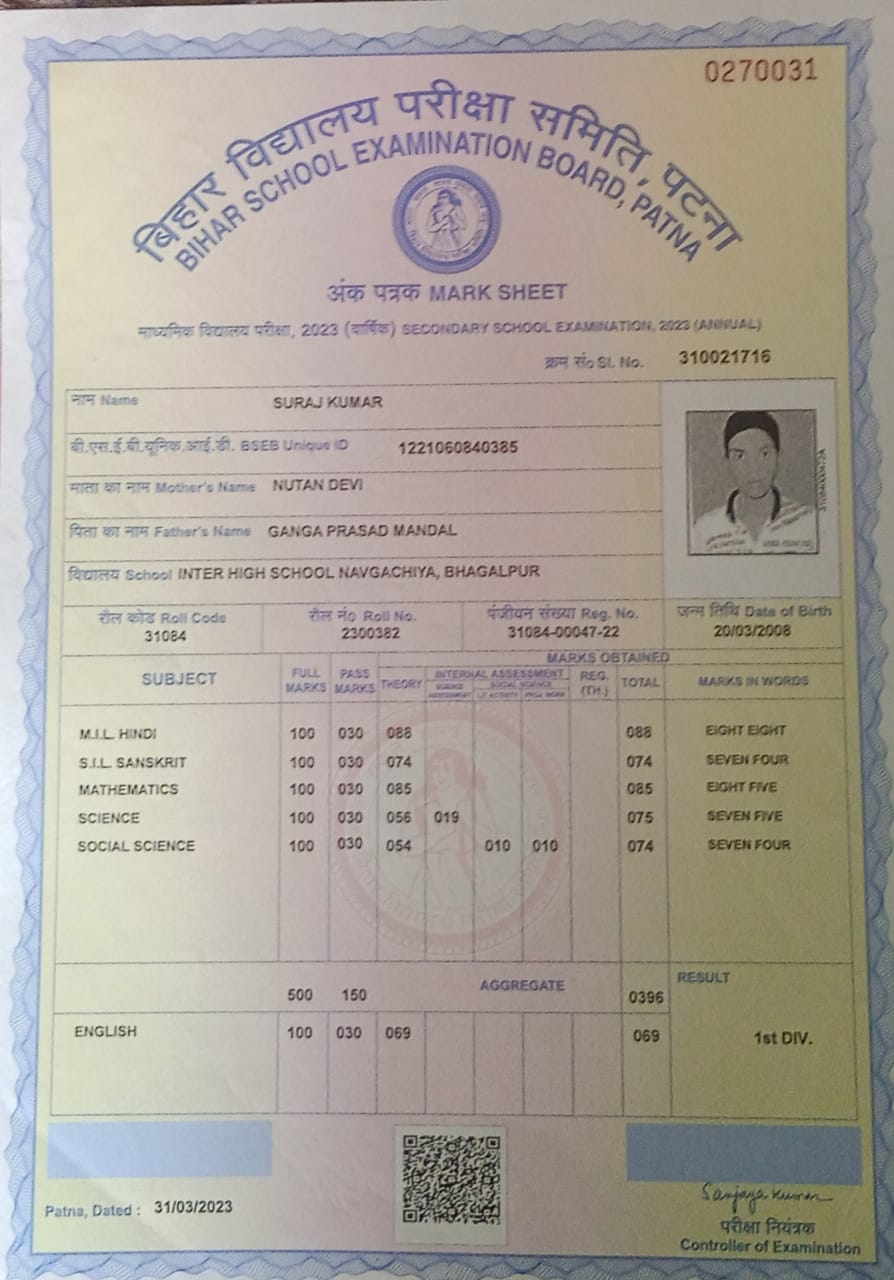 0270031
बिहार विद्यालय परीक्षा समिति, पटना
BIHAR SCHOOL EXAMINATION BOARD, PATNA
अंक पत्रक MARK SHEET
माध्यमिक विद्यालय परीक्षा, 2023 (वार्षिक) SECONDARY SCHOOL EXAMINATION, 2023 (ANNUAL)
क्रम सं० Sl. No. 310021716
नाम Name SURAJ KUMAR
बी.एस.ई.बी.यूनिक.आई.डी. BSEB Unique ID 1221060840385
माता का नाम Mother's Name NUTAN DEVI
पिता का नाम Father's Name GANGA PRASAD MANDAL
विद्यालय School INTER HIGH SCHOOL NAVGACHIYA, BHAGALPUR
रौल कोड Roll Code रौल नं० Roll No. पंजीयन संख्या Reg. No. जन्म तिथि Date of Birth
31084 2300382 31084-00047-22 20/03/2008
MARKS OBTAINED
SUBJECT FULL MARKS PASS MARKS THEORY INTERNAL ASSESSMENT REG. (TH.) TOTAL MARKS IN WORDS
SCIENCE ASSESSMENT SOCIAL SCIENCE LIT ACTIVITY PROJ WORK
M.I.L. HINDI 100 030 088 088 EIGHT EIGHT
S.I.L. SANSKRIT 100 030 074 074 SEVEN FOUR
MATHEMATICS 100 030 085 085 EIGHT FIVE
SCIENCE 100 030 056 019 075 SEVEN FIVE
SOCIAL SCIENCE 100 030 054 010 010 074 SEVEN FOUR
500 150 AGGREGATE 0396 RESULT
ENGLISH 100 030 069 069 1st DIV.
Patna, Dated : 31/03/2023
Sanjaya Kumar
परीक्षा नियंत्रक
Controller of Examination